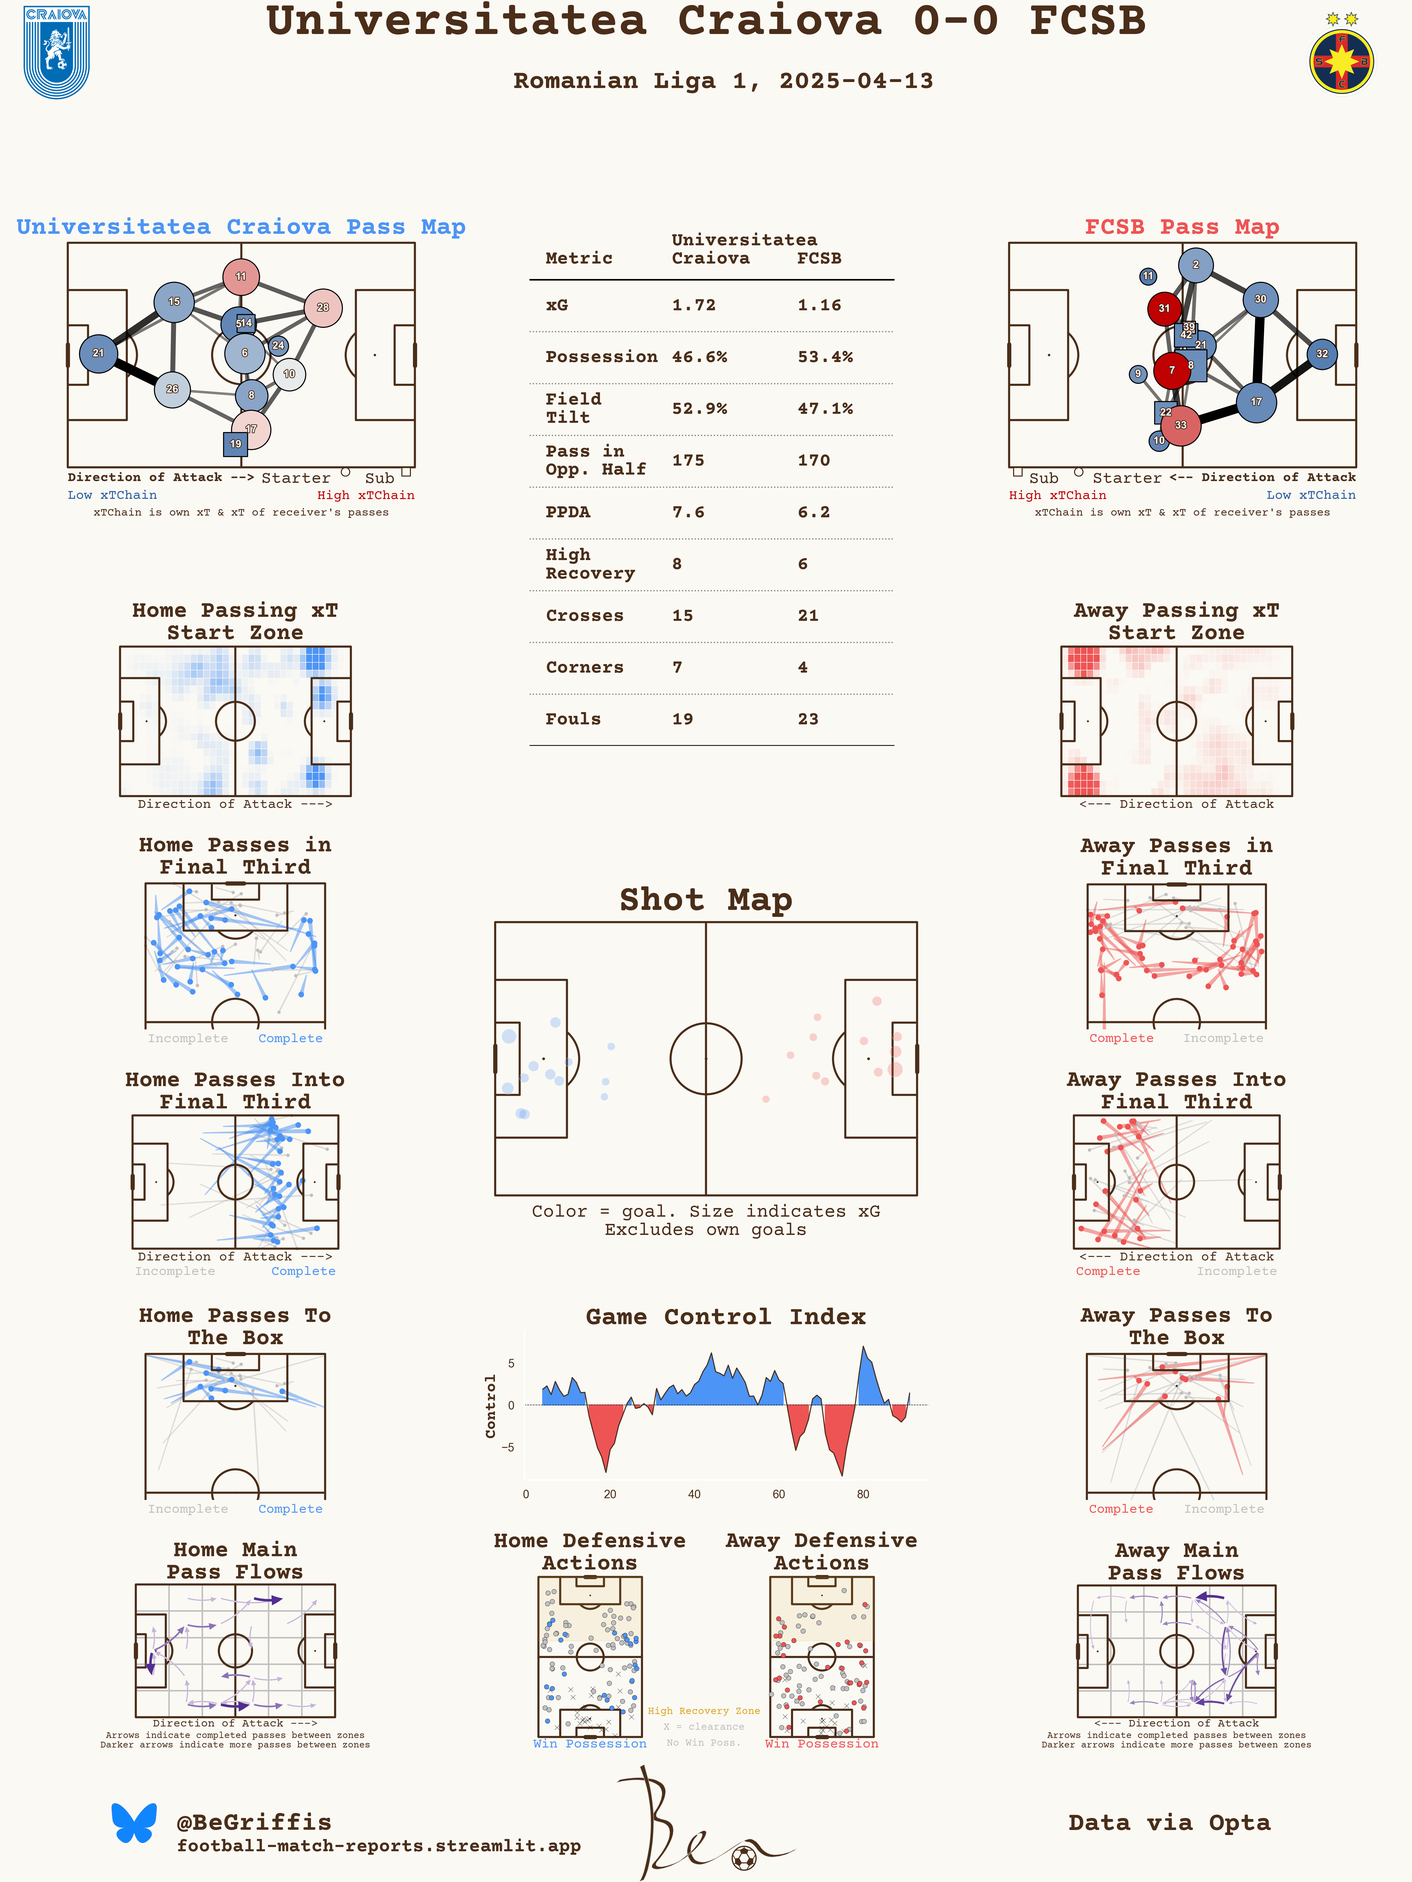 CRAIOVA
Universitatea Craiova 0-0 FCSB
Romanian Liga 1, 2025-04-13
F
S B
C
Universitatea Craiova Pass Map
11
15
28
5
14
24
21
6
10
26
8
17
19
Direction of Attack --> Starter Sub
Low xTChain High xTChain
xTChain is own xT & xT of receiver's passes
Metric Universitatea Craiova FCSB
xG 1.72 1.16
Possession 46.6% 53.4%
Field Tilt 52.9% 47.1%
Pass in Opp. Half 175 170
PPDA 7.6 6.2
High Recovery 8 6
Crosses 15 21
Corners 7 4
Fouls 19 23
FCSB Pass Map
2
11
30
31
39
42
21
32
9
7
8
17
22
33
10
Sub Starter <-- Direction of Attack
High xTChain Low xTChain
xTChain is own xT & xT of receiver's passes
Home Passing xT
Start Zone
Direction of Attack --->
Away Passing xT
Start Zone
<--- Direction of Attack
Home Passes in
Final Third
Incomplete Complete
Away Passes in
Final Third
Complete Incomplete
Shot Map
Color = goal. Size indicates xG
Excludes own goals
Home Passes Into
Final Third
Direction of Attack --->
Incomplete Complete
Away Passes Into
Final Third
<--- Direction of Attack
Complete Incomplete
Home Passes To
The Box
Incomplete Complete
Game Control Index
Control
5
0
−5
0 20 40 60 80
Away Passes To
The Box
Complete Incomplete
Home Main
Pass Flows
Direction of Attack --->
Arrows indicate completed passes between zones
Darker arrows indicate more passes between zones
Home Defensive
Actions
Win Possession
High Recovery Zone
X = clearance
No Win Poss.
Away Defensive
Actions
Win Possession
Away Main
Pass Flows
<--- Direction of Attack
Arrows indicate completed passes between zones
Darker arrows indicate more passes between zones
@BeGriffis
football-match-reports.streamlit.app
Ben
Data via Opta